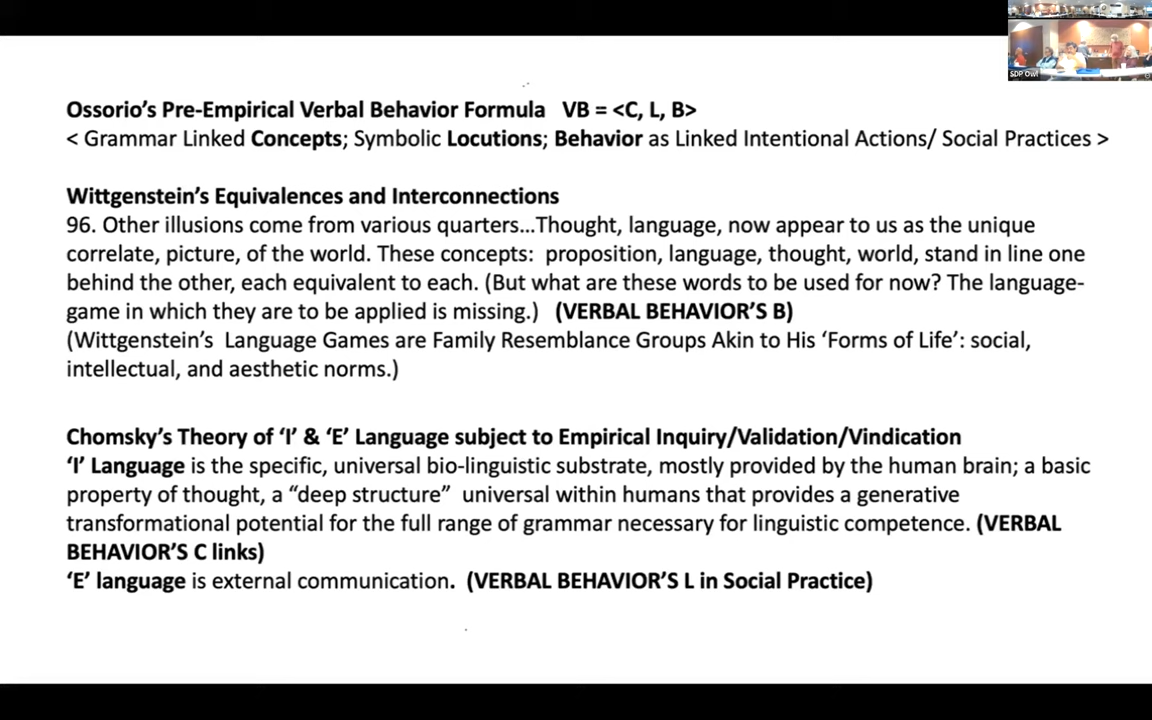 SDP Owl
Ossorio's Pre-Empirical Verbal Behavior Formula VB = <C, L, B>
< Grammar Linked Concepts; Symbolic Locutions; Behavior as Linked Intentional Actions/ Social Practices >
Wittgenstein's Equivalences and Interconnections
96. Other illusions come from various quarters...Thought, language, now appear to us as the unique
correlate, picture, of the world. These concepts: proposition, language, thought, world, stand in line one
behind the other, each equivalent to each. (But what are these words to be used for now? The language-
game in which they are to be applied is missing.) (VERBAL BEHAVIOR'S B)
(Wittgenstein's Language Games are Family Resemblance Groups Akin to His 'Forms of Life': social,
intellectual, and aesthetic norms.)
Chomsky's Theory of 'I' & 'E' Language subject to Empirical Inquiry/Validation/Vindication
'I' Language is the specific, universal bio-linguistic substrate, mostly provided by the human brain; a basic
property of thought, a "deep structure" universal within humans that provides a generative
transformational potential for the full range of grammar necessary for linguistic competence. (VERBAL
BEHAVIOR'S C links)
'E' language is external communication. (VERBAL BEHAVIOR'S L in Social Practice)